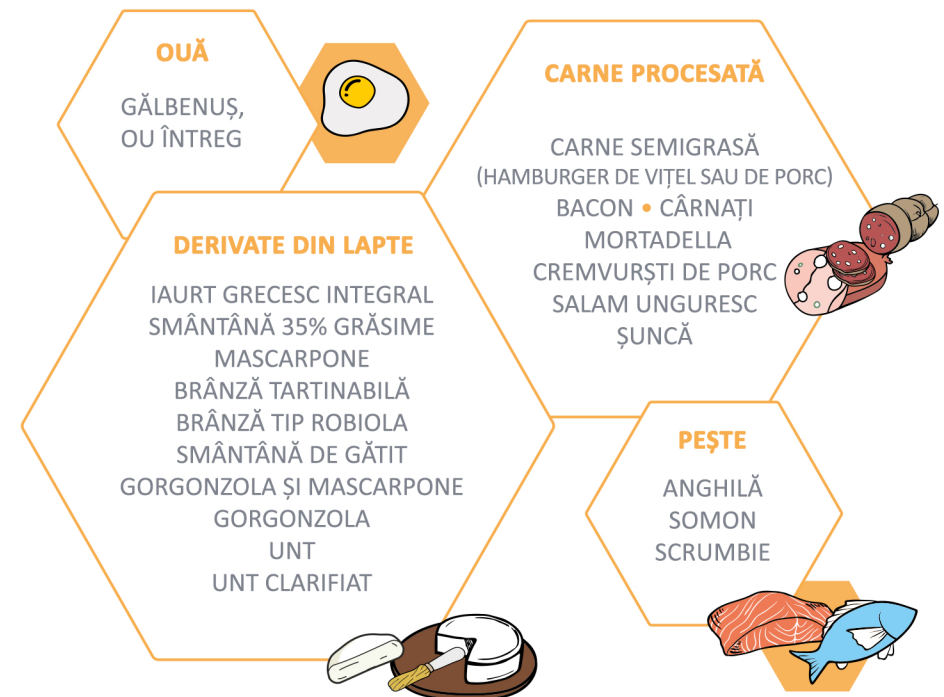 OUĂ
GĂLBENUȘ,
OU ÎNTREG
CARNE PROCESATĂ
CARNE SEMIGRASĂ
(HAMBURGER DE VIȚEL SAU DE PORC)
BACON • CÂRNAȚI
MORTADELLA
CREMVURȘTI DE PORC
SALAM UNGURESC
ȘUNCĂ
DERIVATE DIN LAPTE
IAURT GRECESC INTEGRAL
SMÂNTÂNĂ 35% GRĂSIME
MASCARPONE
BRÂNZĂ TARTINABILĂ
BRÂNZĂ TIP ROBIOLA
SMÂNTÂNĂ DE GĂTIT
GORGONZOLA ȘI MASCARPONE
GORGONZOLA
UNT
UNT CLARIFIAT
PEȘTE
ANGHILĂ
SOMON
SCRUMBIE